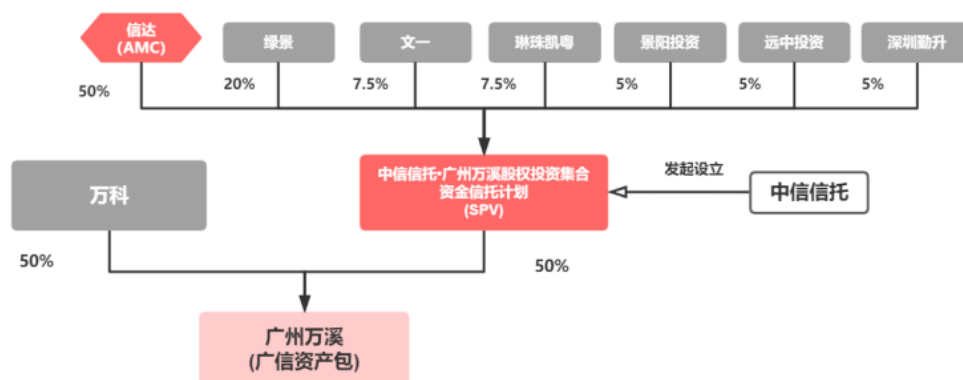 信达
(AMC)
绿景
文一
琳珠凯粤
景阳投资
远中投资
深圳勤升
50%
20%
7.5%
7.5%
5%
5%
5%
万科
中信信托•广州万溪股权投资集合
资金信托计划
(SPV)
发起设立
中信信托
50%
50%
广州万溪
(广信资产包)